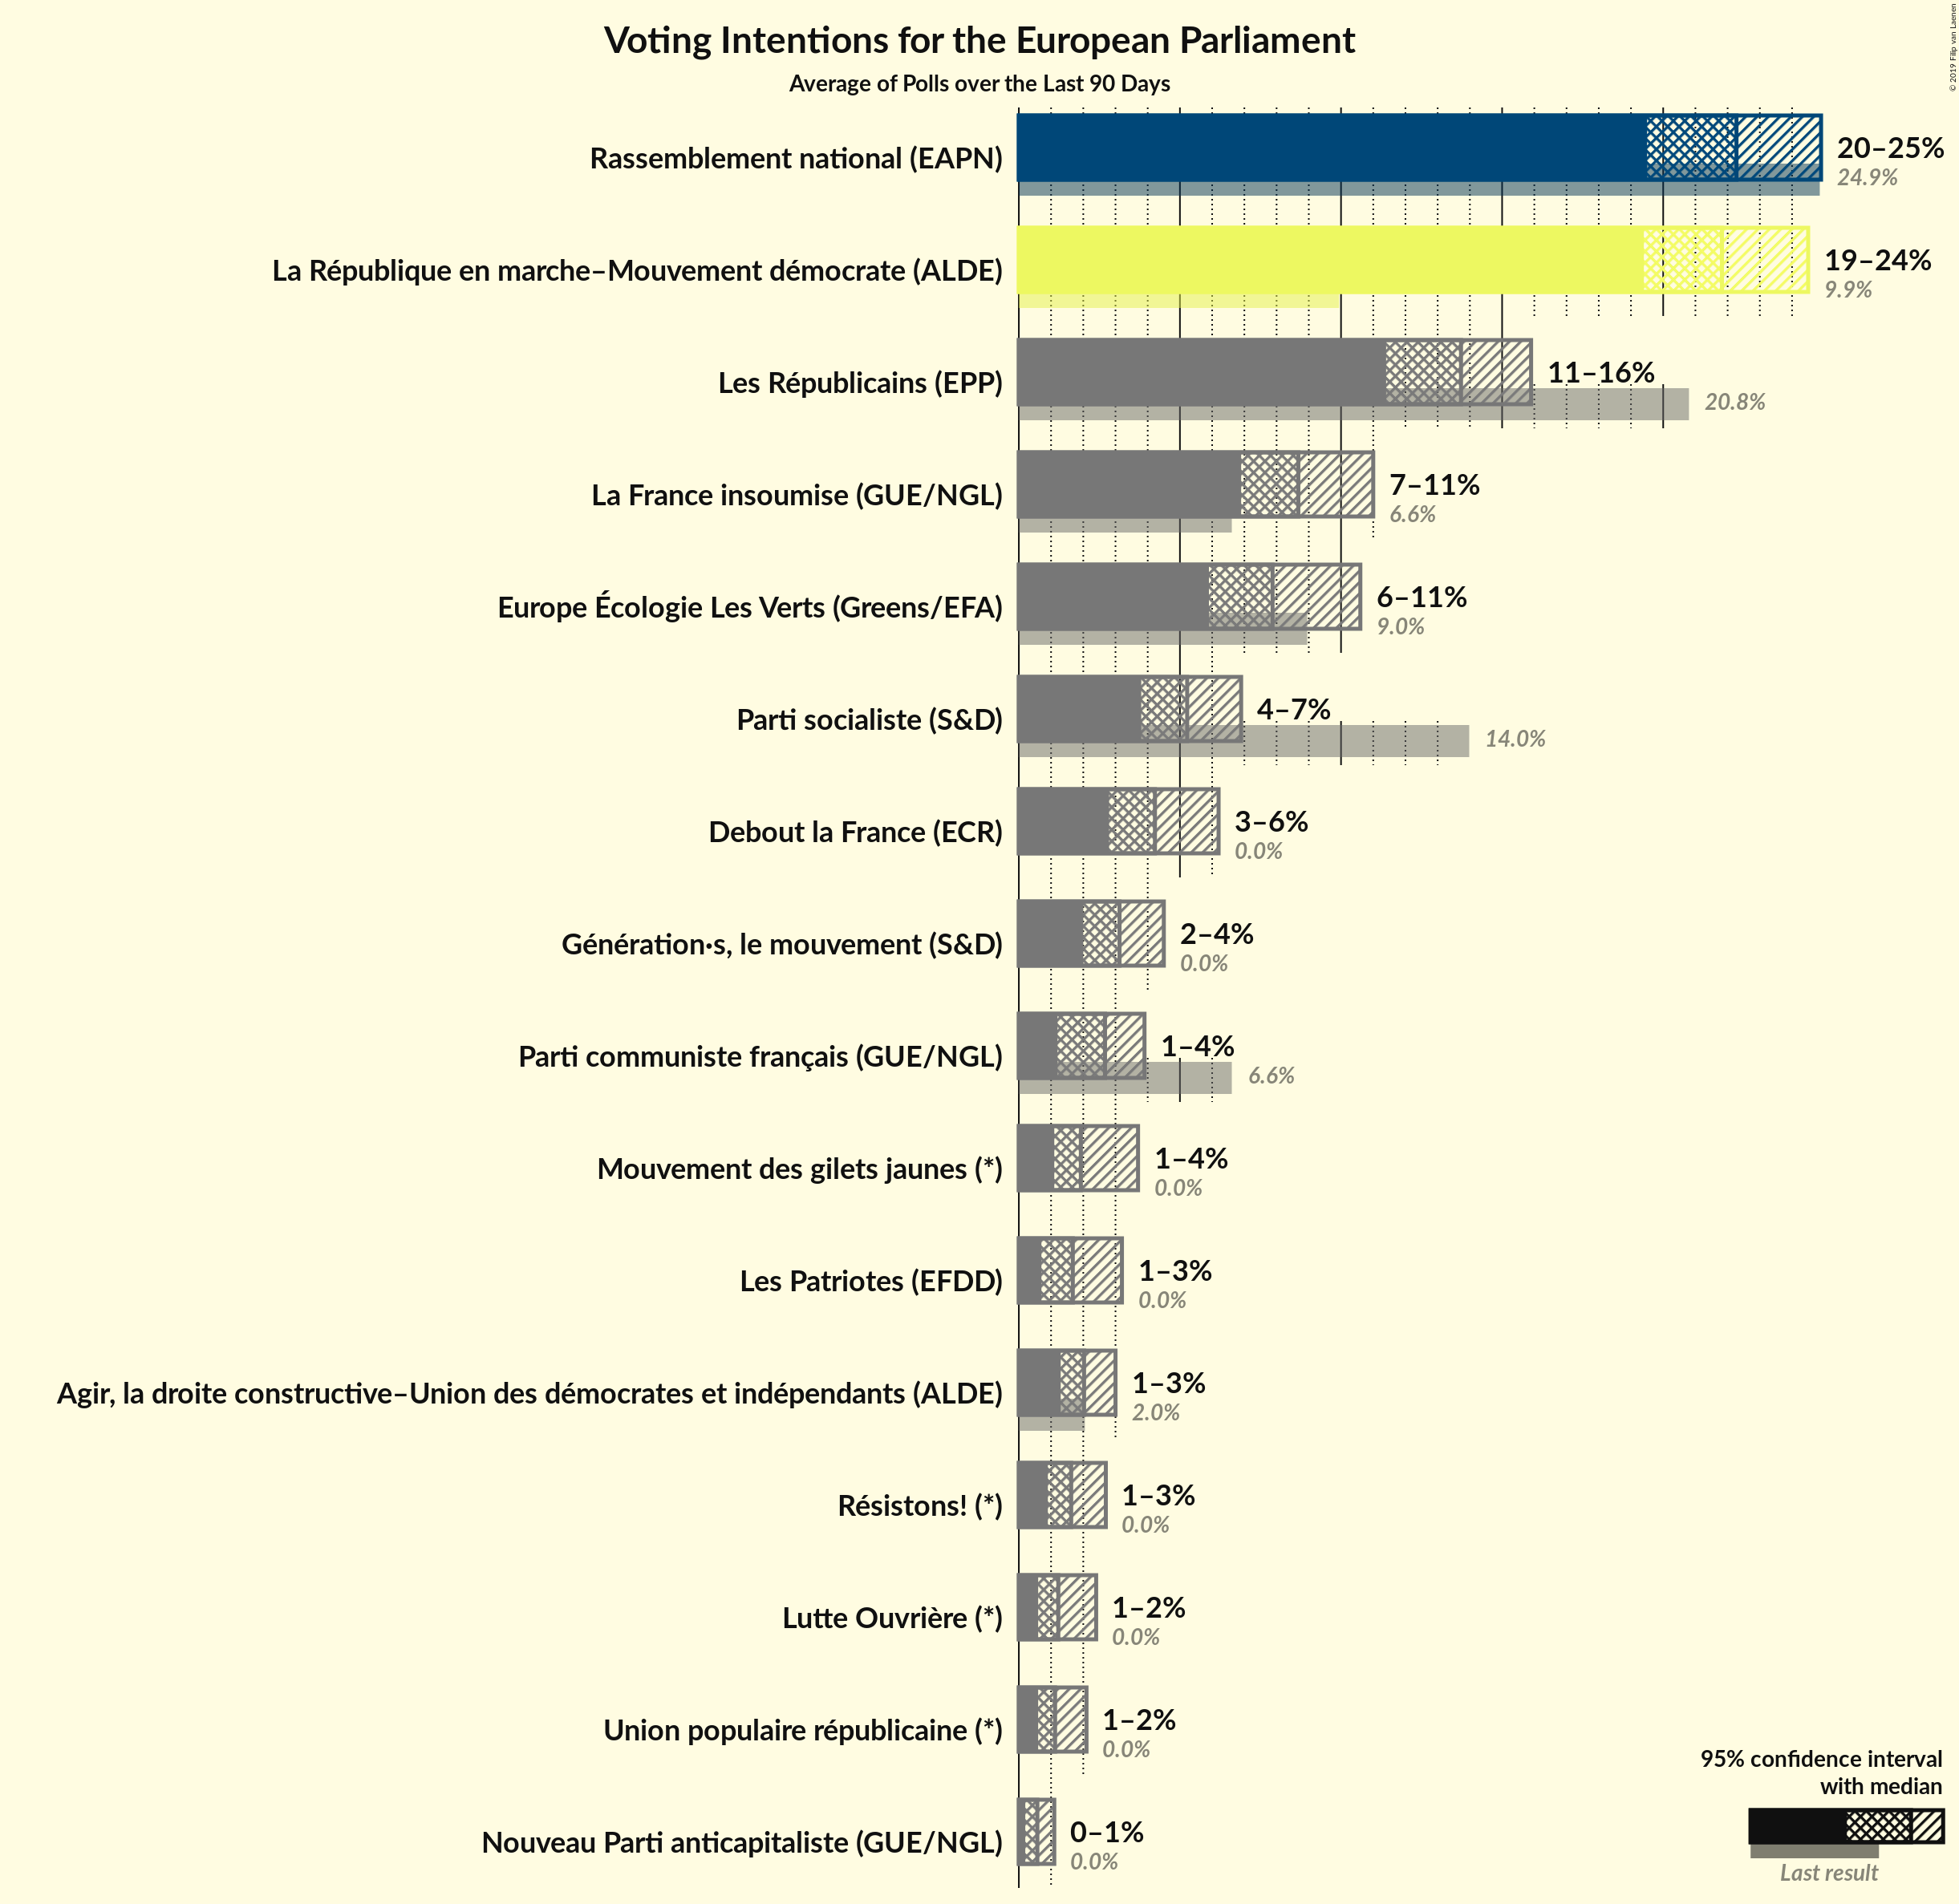 © 2019 Filip van Laenen
Voting Intentions for the European Parliament
Average of Polls over the Last 90 Days
Rassemblement national (EAPN)
20–25%
24.9%
La République en marche–Mouvement démocrate (ALDE)
19–24%
9.9%
Les Républicains (EPP)
11–16%
20.8%
La France insoumise (GUE/NGL)
7–11%
6.6%
Europe Écologie Les Verts (Greens/EFA)
6–11%
9.0%
Parti socialiste (S&D)
4–7%
14.0%
Debout la France (ECR)
3–6%
0.0%
Génération·s, le mouvement (S&D)
2–4%
0.0%
Parti communiste français (GUE/NGL)
1–4%
6.6%
Mouvement des gilets jaunes (*)
1–4%
0.0%
Les Patriotes (EFDD)
1–3%
0.0%
Agir, la droite constructive–Union des démocrates et indépendants (ALDE)
1–3%
2.0%
Résistons! (*)
1–3%
0.0%
Lutte Ouvrière (*)
1–2%
0.0%
Union populaire républicaine (*)
1–2%
0.0%
Nouveau Parti anticapitaliste (GUE/NGL)
0–1%
0.0%
95% confidence interval
with median
Last result